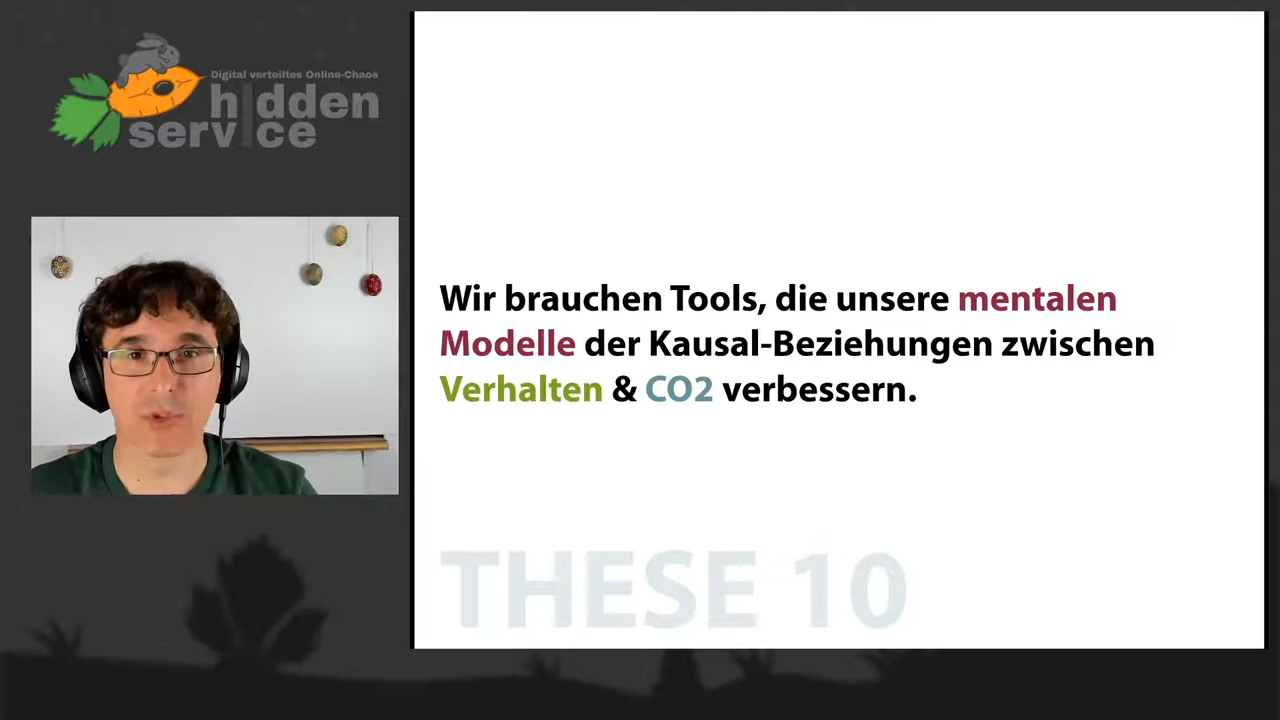 Digital verteiltes Online-Chaos
hidden
service
Wir brauchen Tools, die unsere mentalen
Modelle der Kausal-Beziehungen zwischen
Verhalten & CO2 verbessern.
THESE 10